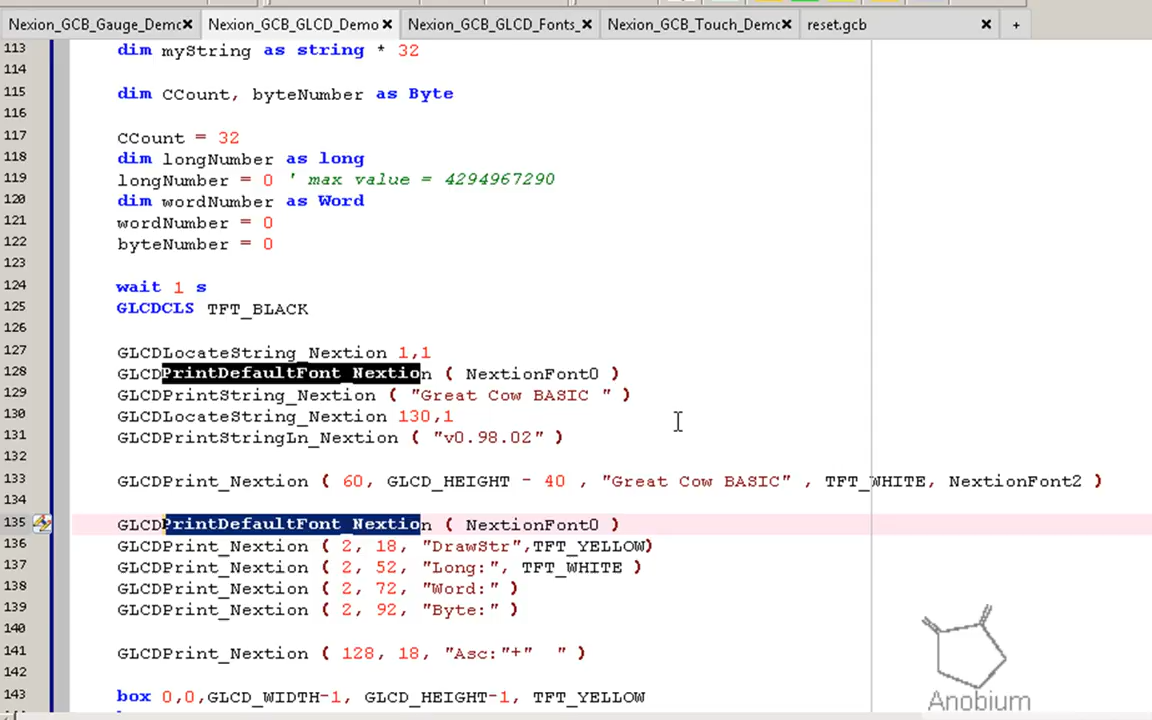 Nexion_GCB_Gauge_Demo Nexion_GCB_GLCD_Demo Nexion_GCB_GLCD_Fonts_ Nexion_GCB_Touch_Demo reset.gcb
113 dim myString as string * 32
114
115 dim CCount, byteNumber as Byte
116
117 CCount = 32
118 dim longNumber as long
119 longNumber = 0 ' max value = 4294967290
120 dim wordNumber as Word
121 wordNumber = 0
122 byteNumber = 0
123
124 wait 1 s
125 GLCDCLS TFT_BLACK
126
127 GLCDLocateString_Nextion 1,1
128 GLCDPrintDefaultFont_Nextion ( NextionFont0 )
129 GLCDPrintString_Nextion ( "Great Cow BASIC " )
130 GLCDLocateString_Nextion 130,1
131 GLCDPrintStringLn_Nextion ( "v0.98.02" )
132
133 GLCDPrint_Nextion ( 60, GLCD_HEIGHT - 40 , "Great Cow BASIC" , TFT_WHITE, NextionFont2 )
134
135 GLCDPrintDefaultFont_Nextion ( NextionFont0 )
136 GLCDPrint_Nextion ( 2, 18, "DrawStr",TFT_YELLOW)
137 GLCDPrint_Nextion ( 2, 52, "Long:", TFT_WHITE )
138 GLCDPrint_Nextion ( 2, 72, "Word:" )
139 GLCDPrint_Nextion ( 2, 92, "Byte:" )
140
141 GLCDPrint_Nextion ( 128, 18, "Asc:"+"  " )
142
143 box 0,0,GLCD_WIDTH-1, GLCD_HEIGHT-1, TFT_YELLOW
Anobium